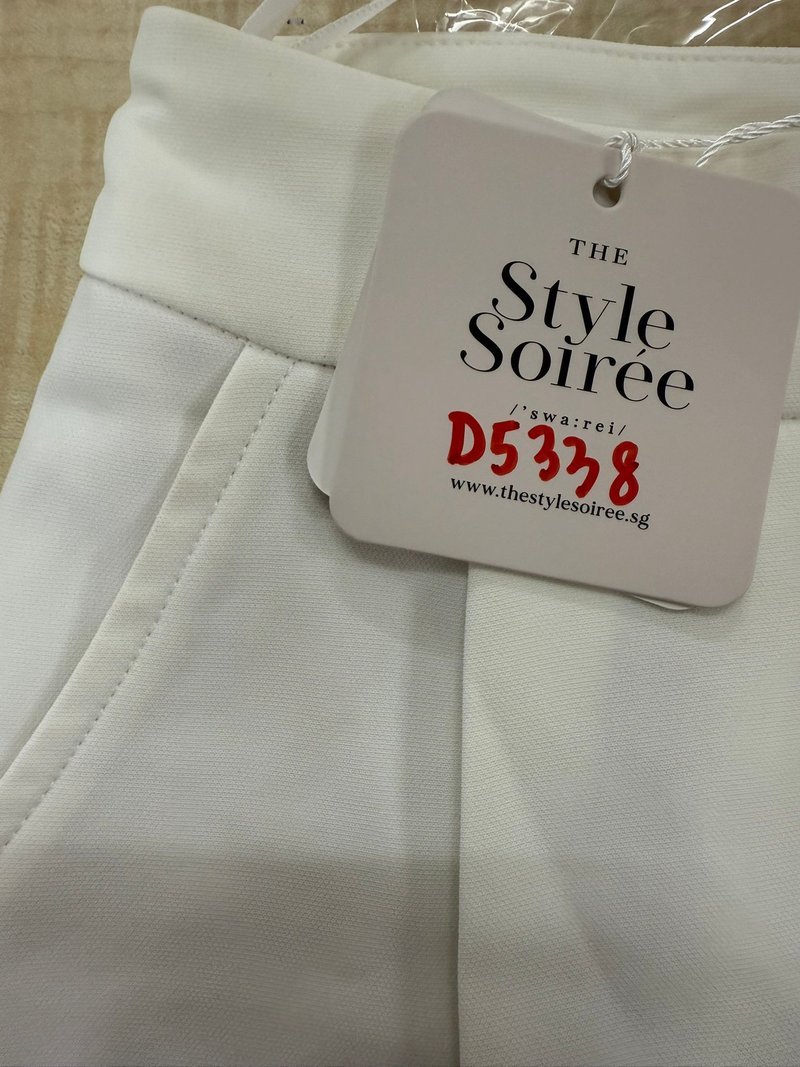 THE
Style
Soirée
/'swa:rei/
D5338
www.thestylesoiree.sg